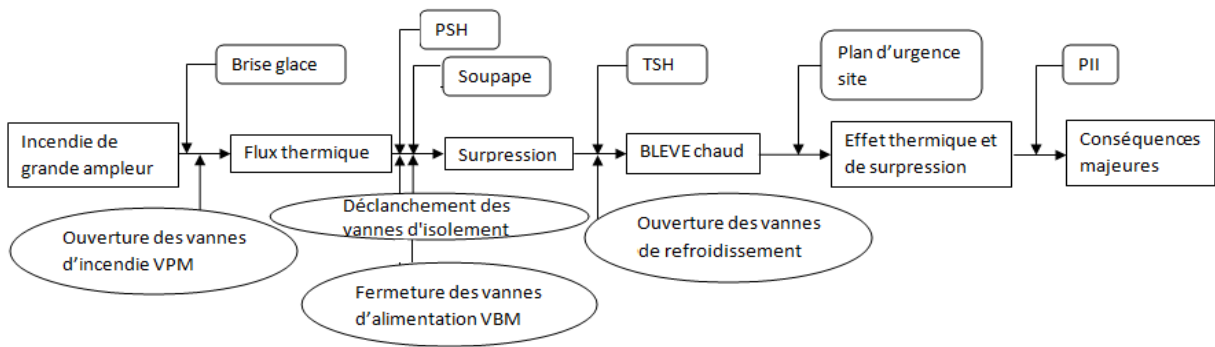 PSH
Brise glace
Soupape
TSH
Plan d'urgence
site
PII
Incendie de
grande ampleur
Flux thermique
Surpression
BLEVE chaud
Effet thermique et
de surpression
Conséquences
majeures
Déclanchement des
vannes d'isolement
Ouverture des vannes
d'incendie VPM
Ouverture des vannes
de refroidissement
Fermeture des vannes
d'alimentation VBM